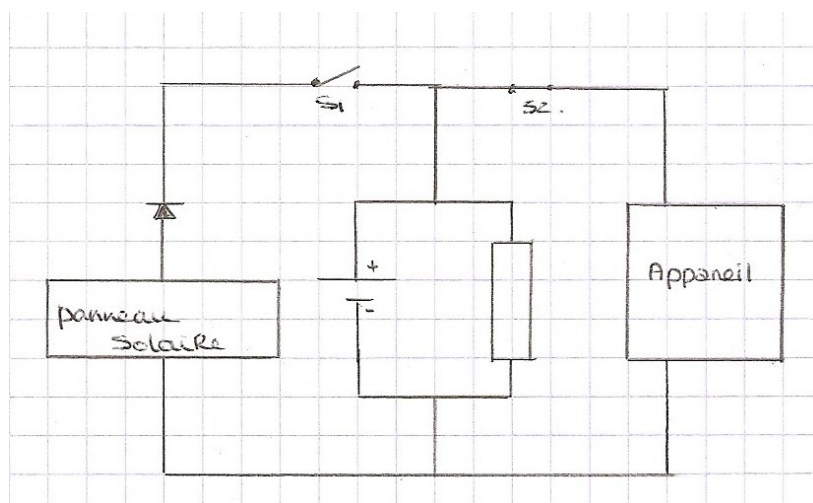 S1
S2.
+
-
panneau
solaire
Appareil